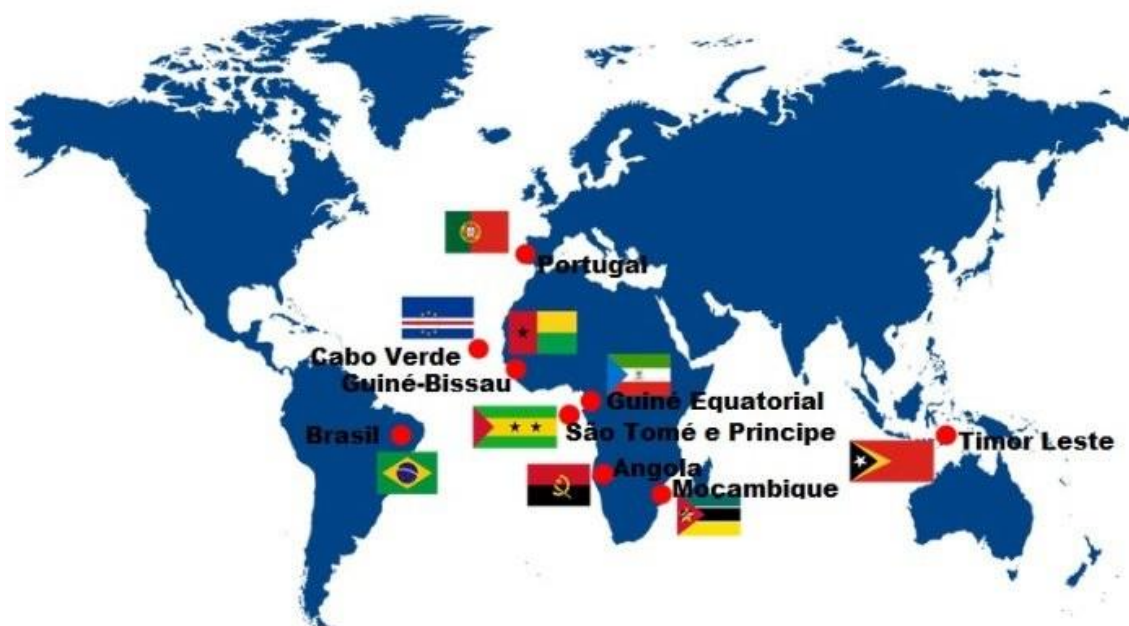 Portugal
Cabo Verde
Guiné-Bissau
Guiné Equatorial
São Tomé e Principe
Brasil
Timor Leste
Angola
Moçambique